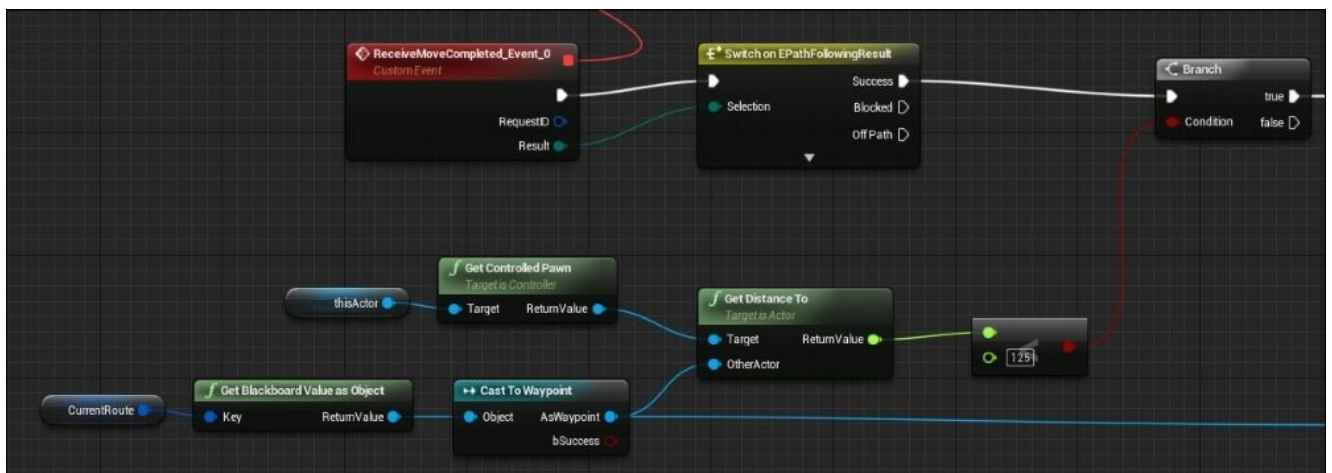 ReceiveMoveCompleted_Event_0
CustomEvent
RequestID
Result
Switch on EPathFollowingResult
Success
Selection
Blocked
Off Path
Branch
true
Condition
false
Get Controlled Pawn
Target is Controller
thisActor
Target
ReturnValue
Get Distance To
Target is Actor
Target
ReturnValue
OtherActor
125
Get Blackboard Value as Object
CurrentRoute
Key
ReturnValue
Cast To Waypoint
Object
AsWaypoint
bSuccess